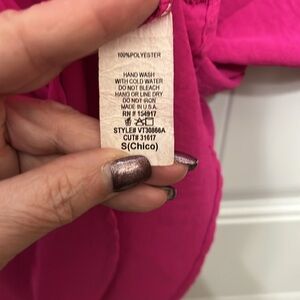 100%POLYESTER
HAND WASH
WITH COLD WATER
DO NOT BLEACH
HANG OR LINE DRY
DO NOT IRON
MADE IN U.S.A.
RN # 154917
STYLE# VT30866A
CUT# 31617
S(Chico)